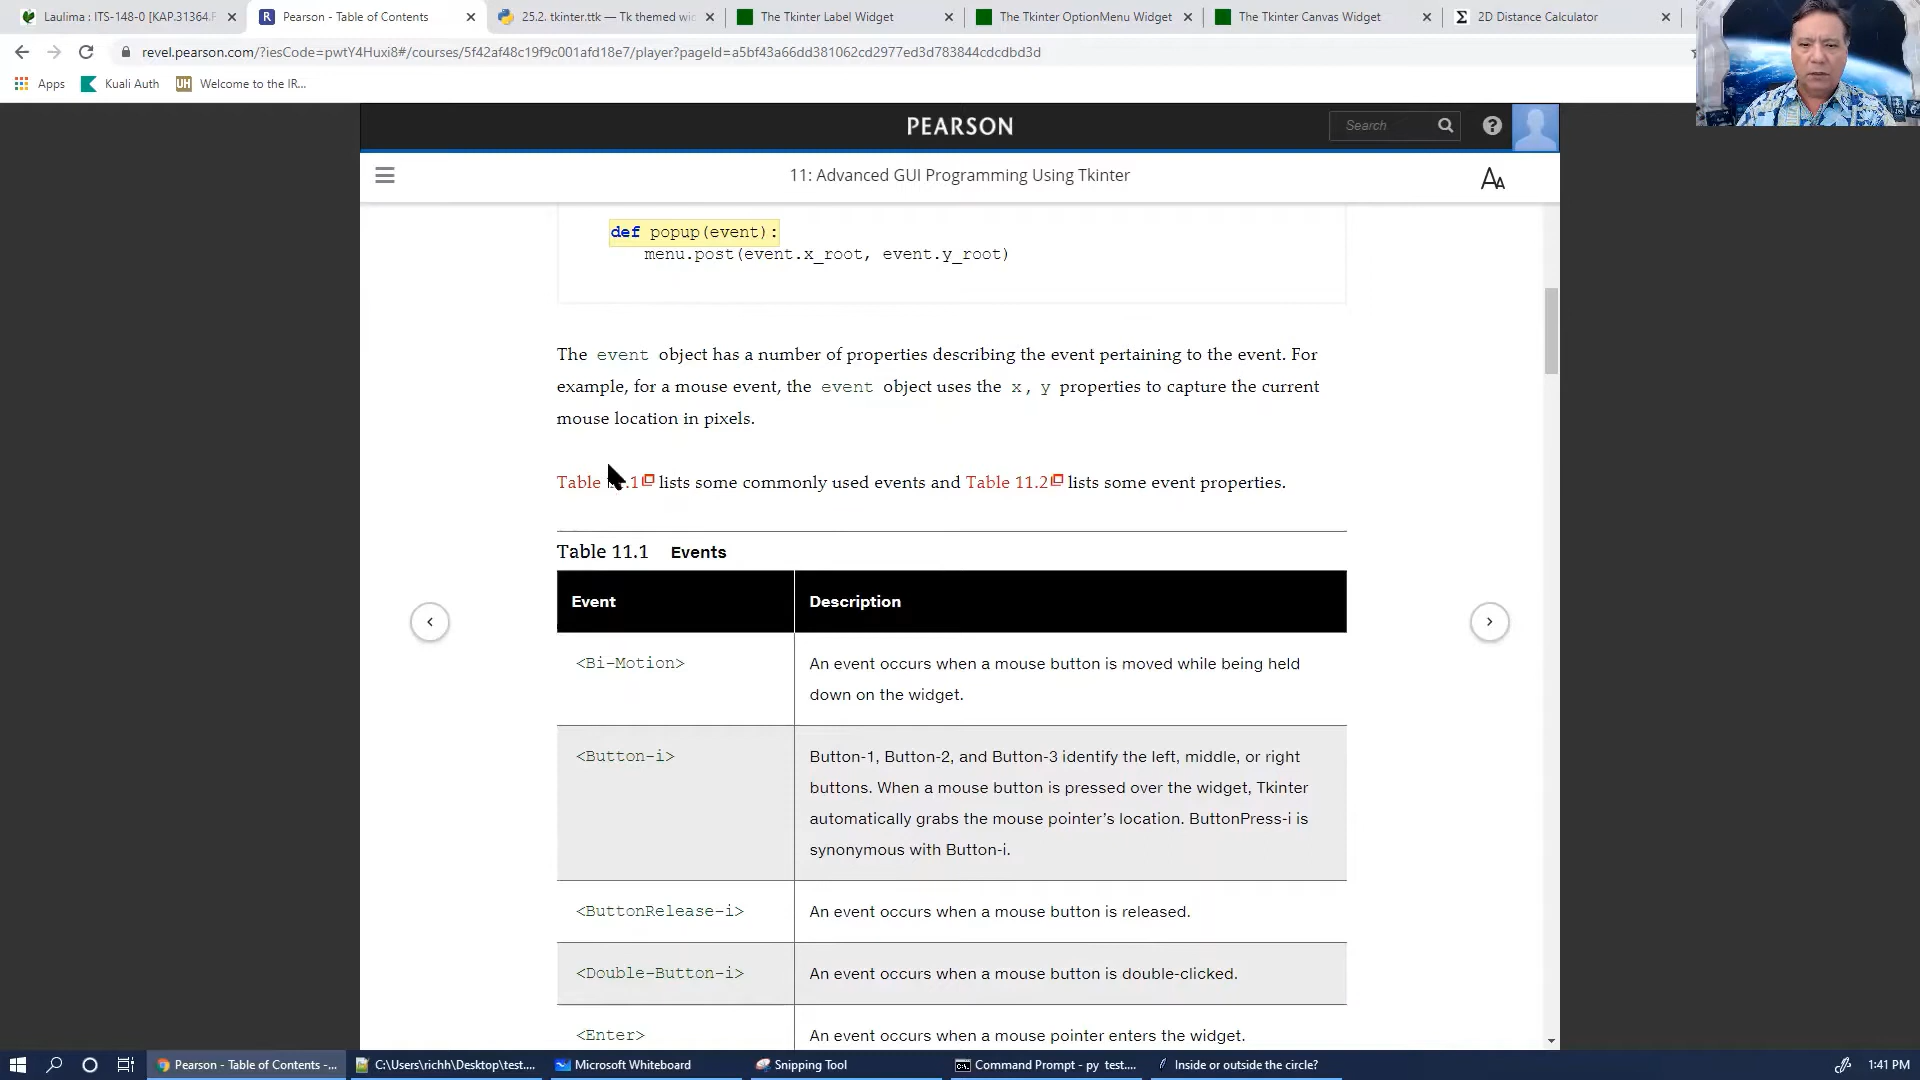 Laulima : ITS-148-0 [KAP.31364.F
Pearson - Table of Contents
25.2. tkinter.ttk — Tk themed wid
The Tkinter Label Widget
The Tkinter OptionMenu Widget
The Tkinter Canvas Widget
2D Distance Calculator
revel.pearson.com/?iesCode=pwtY4Huxi8#/courses/5f42af48c19f9c001afd18e7/player?pageId=a5bf43a66dd381062cd2977ed3d783844cdcdbd3d
Apps
Kuali Auth
UH Welcome to the IR...
PEARSON
Search
11: Advanced GUI Programming Using Tkinter
def popup(event):
menu.post(event.x_root, event.y_root)
The event object has a number of properties describing the event pertaining to the event. For
example, for a mouse event, the event object uses the x, y properties to capture the current
mouse location in pixels.
Table .1 lists some commonly used events and Table 11.2 lists some event properties.
Table 11.1 Events
Event Description
<Bi-Motion> An event occurs when a mouse button is moved while being held
down on the widget.
<Button-i> Button-1, Button-2, and Button-3 identify the left, middle, or right
buttons. When a mouse button is pressed over the widget, Tkinter
automatically grabs the mouse pointer's location. ButtonPress-i is
synonymous with Button-i.
<ButtonRelease-i> An event occurs when a mouse button is released.
<Double-Button-i> An event occurs when a mouse button is double-clicked.
<Enter> An event occurs when a mouse pointer enters the widget.
Pearson - Table of Contents -...
C:\Users\richh\Desktop\test....
Microsoft Whiteboard
Snipping Tool
Command Prompt - py test....
Inside or outside the circle?
1:41 PM